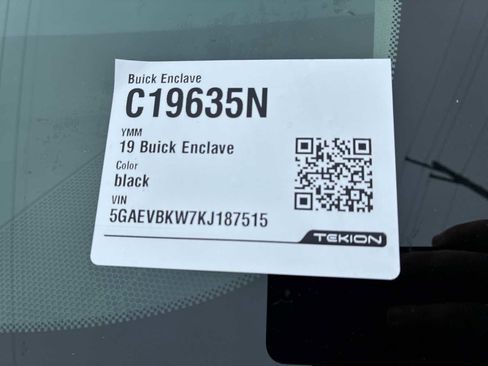 Buick Enclave
C19635N
YMM
19 Buick Enclave
Color
black
VIN
5GAEVBKW7KJ187515
TEKION